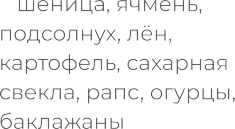 шеница, ячмень,
подсолнух, лён,
картофель, сахарная
свекла, рапс, огурцы,
баклажаны